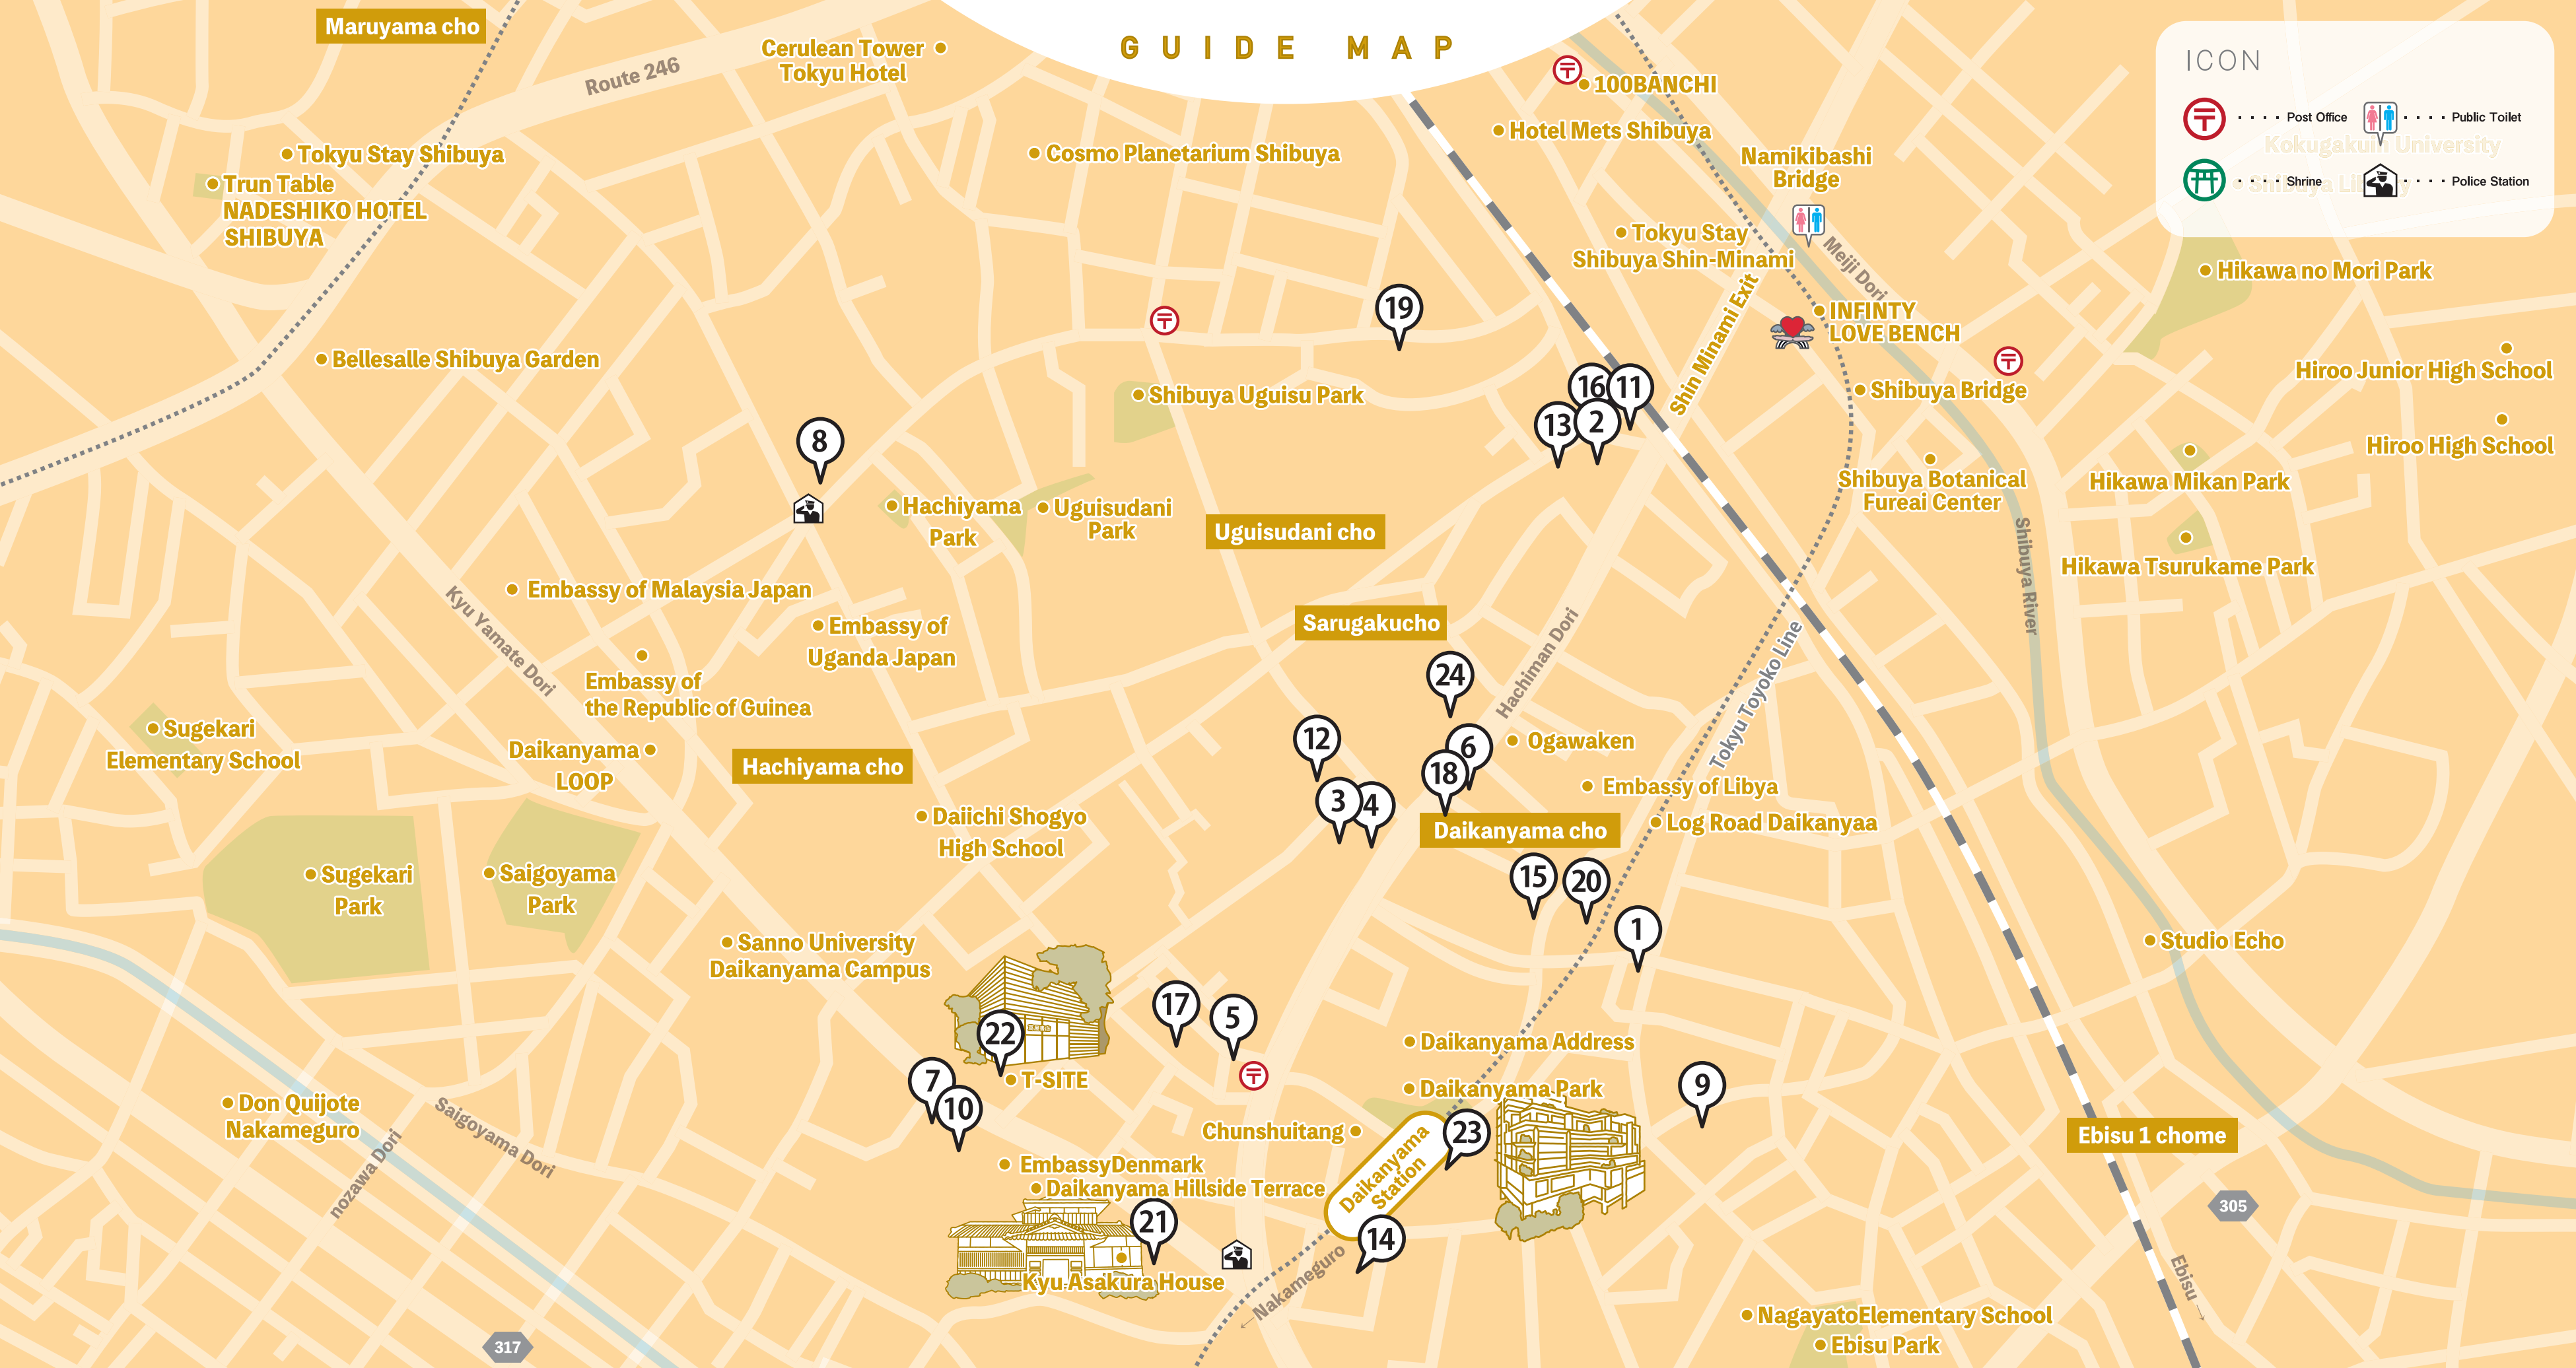 GUIDE MAP
Maruyama cho
Route 246
Cerulean Tower
Tokyu Hotel
100BANCHI
Hotel Mets Shibuya
Cosmo Planetarium Shibuya
Namikibashi
Bridge
ICON
Post Office
Public Toilet
Kokugakuin University
Shrine
Police Station
Shibuya Library
Tokyu Stay Shibuya
Trun Table
NADESHIKO HOTEL
SHIBUYA
Tokyu Stay
Shibuya Shin-Minami
Meiji Dori
Hikawa no Mori Park
Shin Minami Exit
INFINTY
LOVE BENCH
19
Bellesalle Shibuya Garden
Shibuya Uguisu Park
16
11
13
2
Shibuya Bridge
Hiroo Junior High School
Hiroo High School
8
Hachiyama
Park
Uguisudani
Park
Uguisudani cho
Shibuya Botanical
Fureai Center
Hikawa Mikan Park
Shibuya River
Hikawa Tsurukame Park
Embassy of Malaysia Japan
Kyu Yamate Dori
Embassy of
Uganda Japan
Embassy of
the Republic of Guinea
Sarugakucho
Hachiman Dori
Tokyu Toyoko Line
24
12
6
18
3
4
Ogawaken
Embassy of Libya
Log Road Daikanyaa
Sugekari
Elementary School
Daikanyama
LOOP
Hachiyama cho
Daikanyama cho
Daiichi Shogyo
High School
Sugekari
Park
Saigoyama
Park
15
20
1
Sanno University
Daikanyama Campus
Studio Echo
22
17
5
T-SITE
7
10
Daikanyama Address
Daikanyama Park
9
Don Quijote
Nakameguro
Saigoyama Dori
nozawa Dori
Chunshuitang
Daikanyama
Station
23
Ebisu 1 chome
EmbassyDenmark
Daikanyama Hillside Terrace
21
14
Kyu Asakura House
← Nakameguro
305
Ebisu →
NagayatoElementary School
Ebisu Park
317